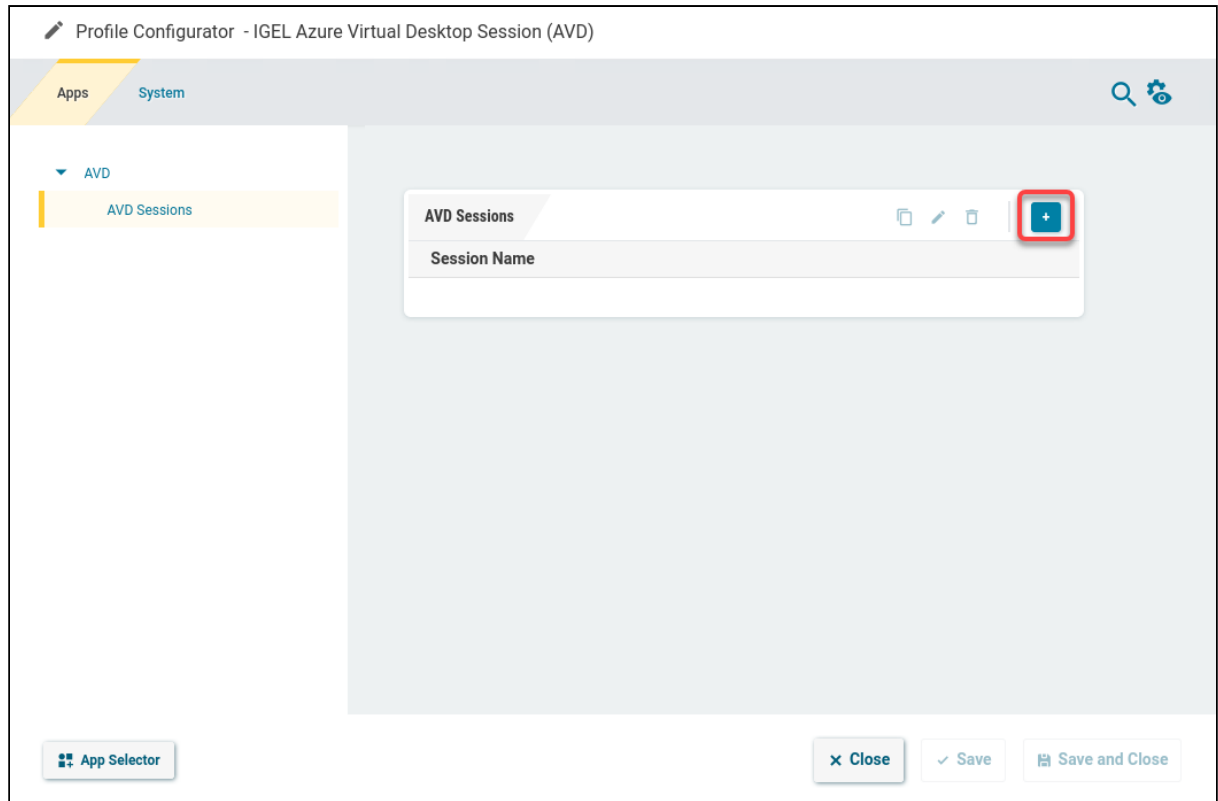 Profile Configurator - IGEL Azure Virtual Desktop Session (AVD)
Apps
System
AVD
AVD Sessions
AVD Sessions
+
Session Name
App Selector
Close
Save
Save and Close